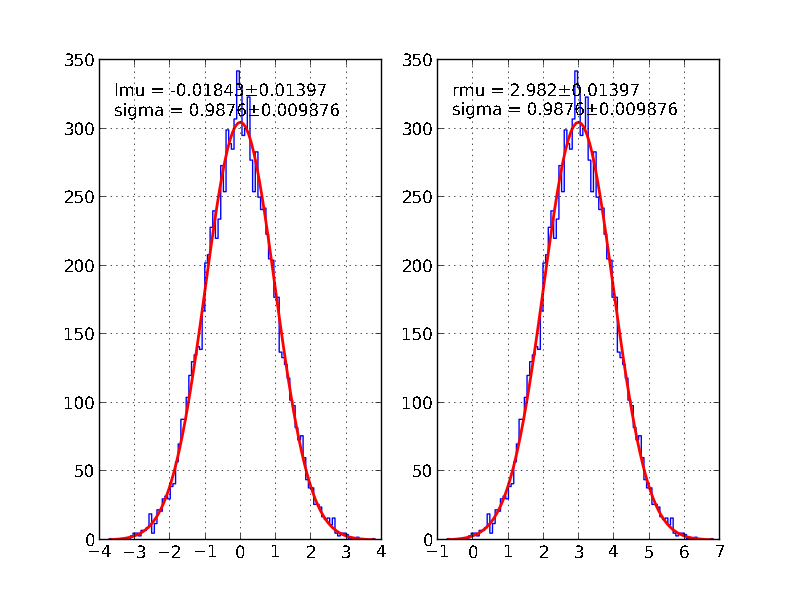 350
300
250
200
150
100
50
0
−4 −3 −2 −1 0 1 2 3 4
lmu = -0.01843±0.01397
sigma = 0.9876±0.009876
350
300
250
200
150
100
50
0
−1 0 1 2 3 4 5 6 7
rmu = 2.982±0.01397
sigma = 0.9876±0.009876